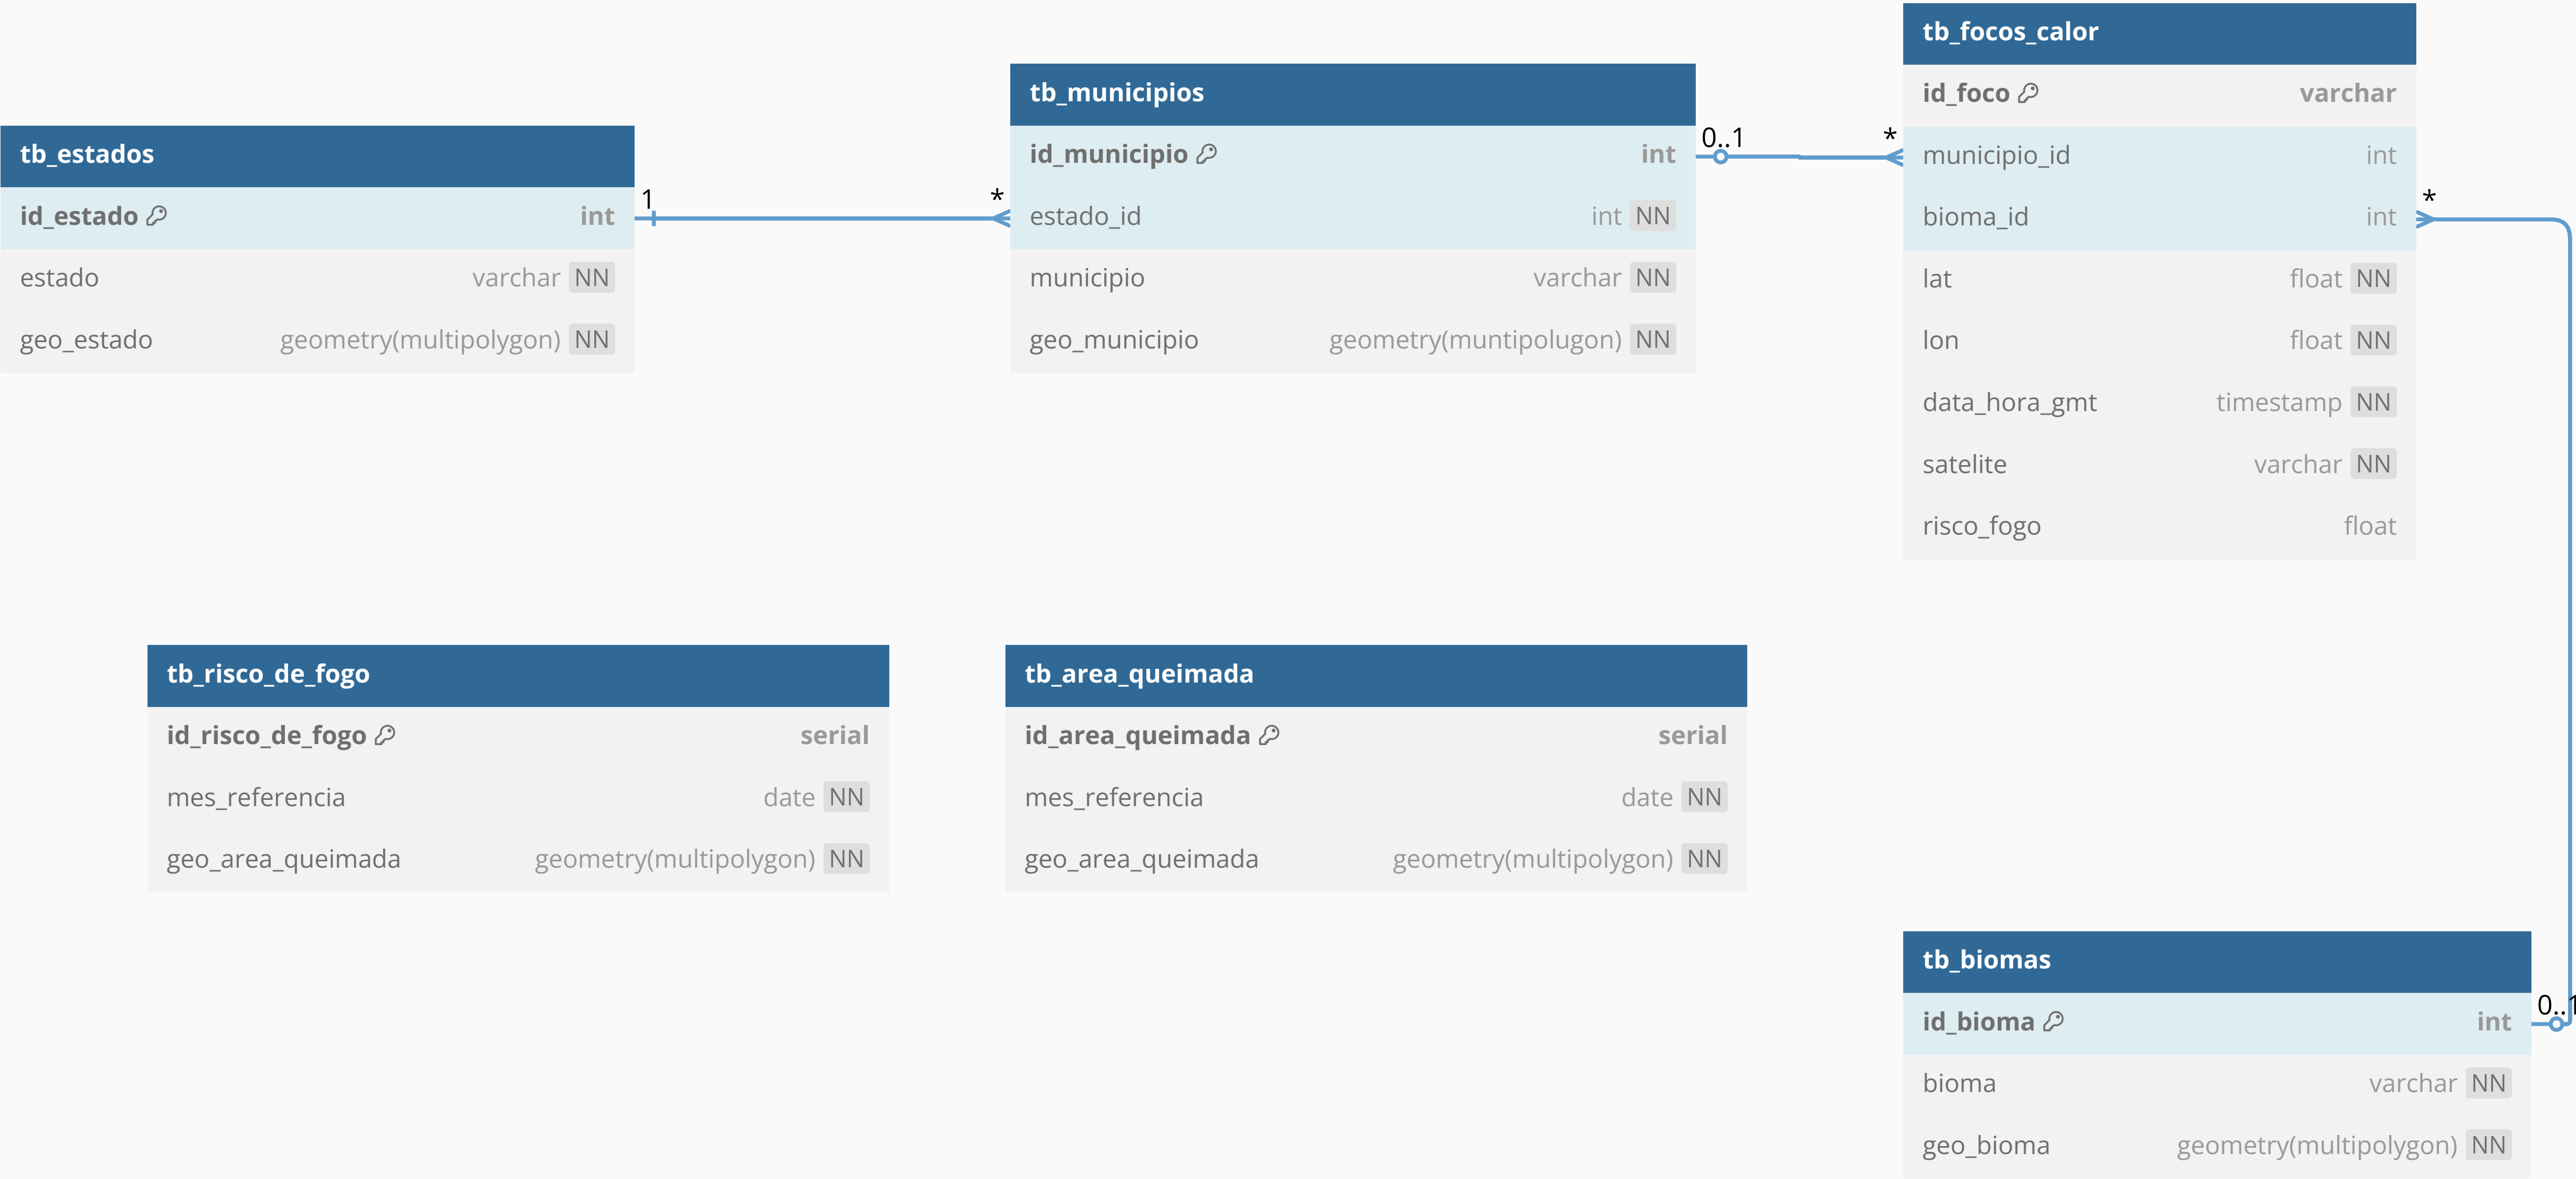 tb_estados
id_estado int
estado varchar NN
geo_estado geometry(multipolygon) NN
1 *
tb_municipios
id_municipio int
estado_id int NN
municipio varchar NN
geo_municipio geometry(muntipolugon) NN
0..1 *
tb_focos_calor
id_foco varchar
municipio_id int
bioma_id int
lat float NN
lon float NN
data_hora_gmt timestamp NN
satelite varchar NN
risco_fogo float
*
tb_risco_de_fogo
id_risco_de_fogo serial
mes_referencia date NN
geo_area_queimada geometry(multipolygon) NN
tb_area_queimada
id_area_queimada serial
mes_referencia date NN
geo_area_queimada geometry(multipolygon) NN
tb_biomas
id_bioma int
bioma varchar NN
geo_bioma geometry(multipolygon) NN
0..1